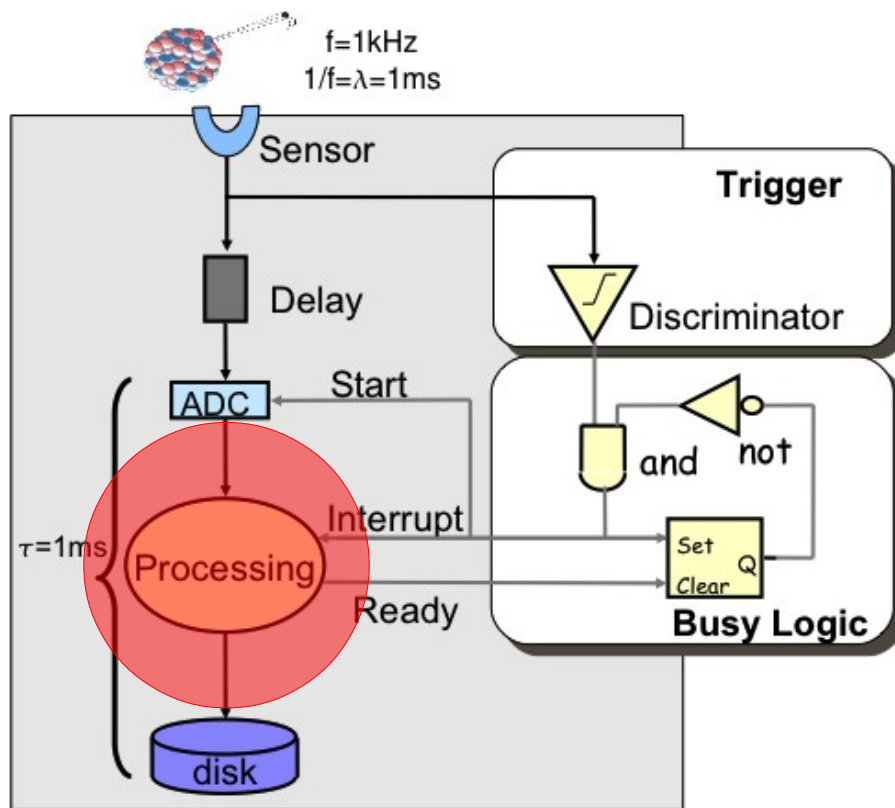 f=1kHz
1/f=λ=1ms
Sensor
Trigger
Delay
Discriminator
ADC
Start
and
not
Interrupt
Set
Q
τ=1ms
Processing
Clear
Ready
Busy Logic
disk